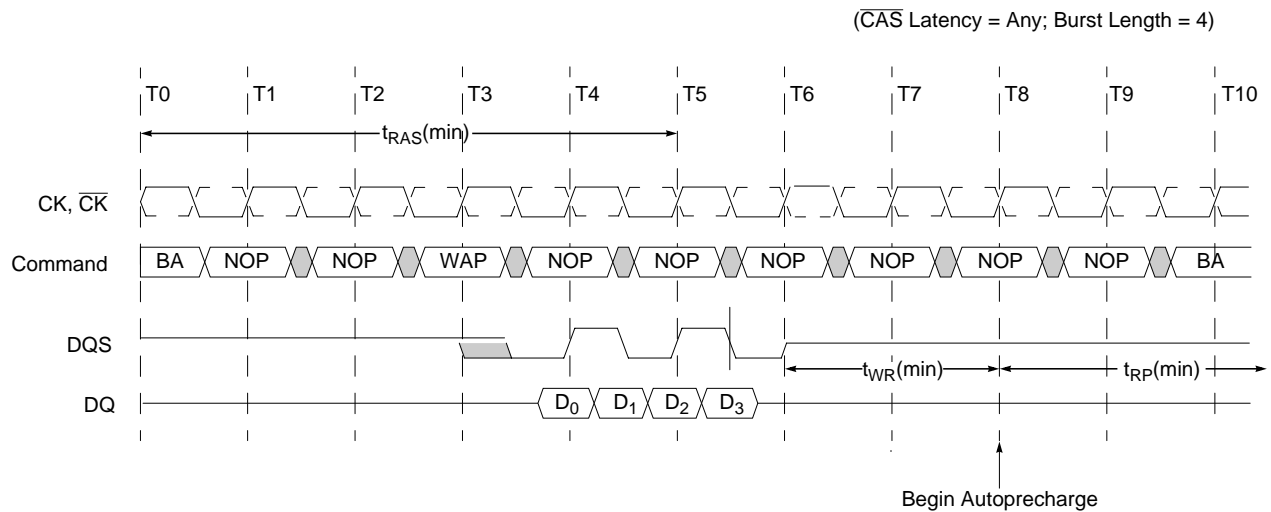 (C̅A̅S̅ Latency = Any; Burst Length = 4)
T0 T1 T2 T3 T4 T5 T6 T7 T8 T9 T10
tRAS(min)
CK, C̅K̅
Command BA NOP NOP WAP NOP NOP NOP NOP NOP NOP BA
DQS
tWR(min) tRP(min)
DQ D0 D1 D2 D3
Begin Autoprecharge